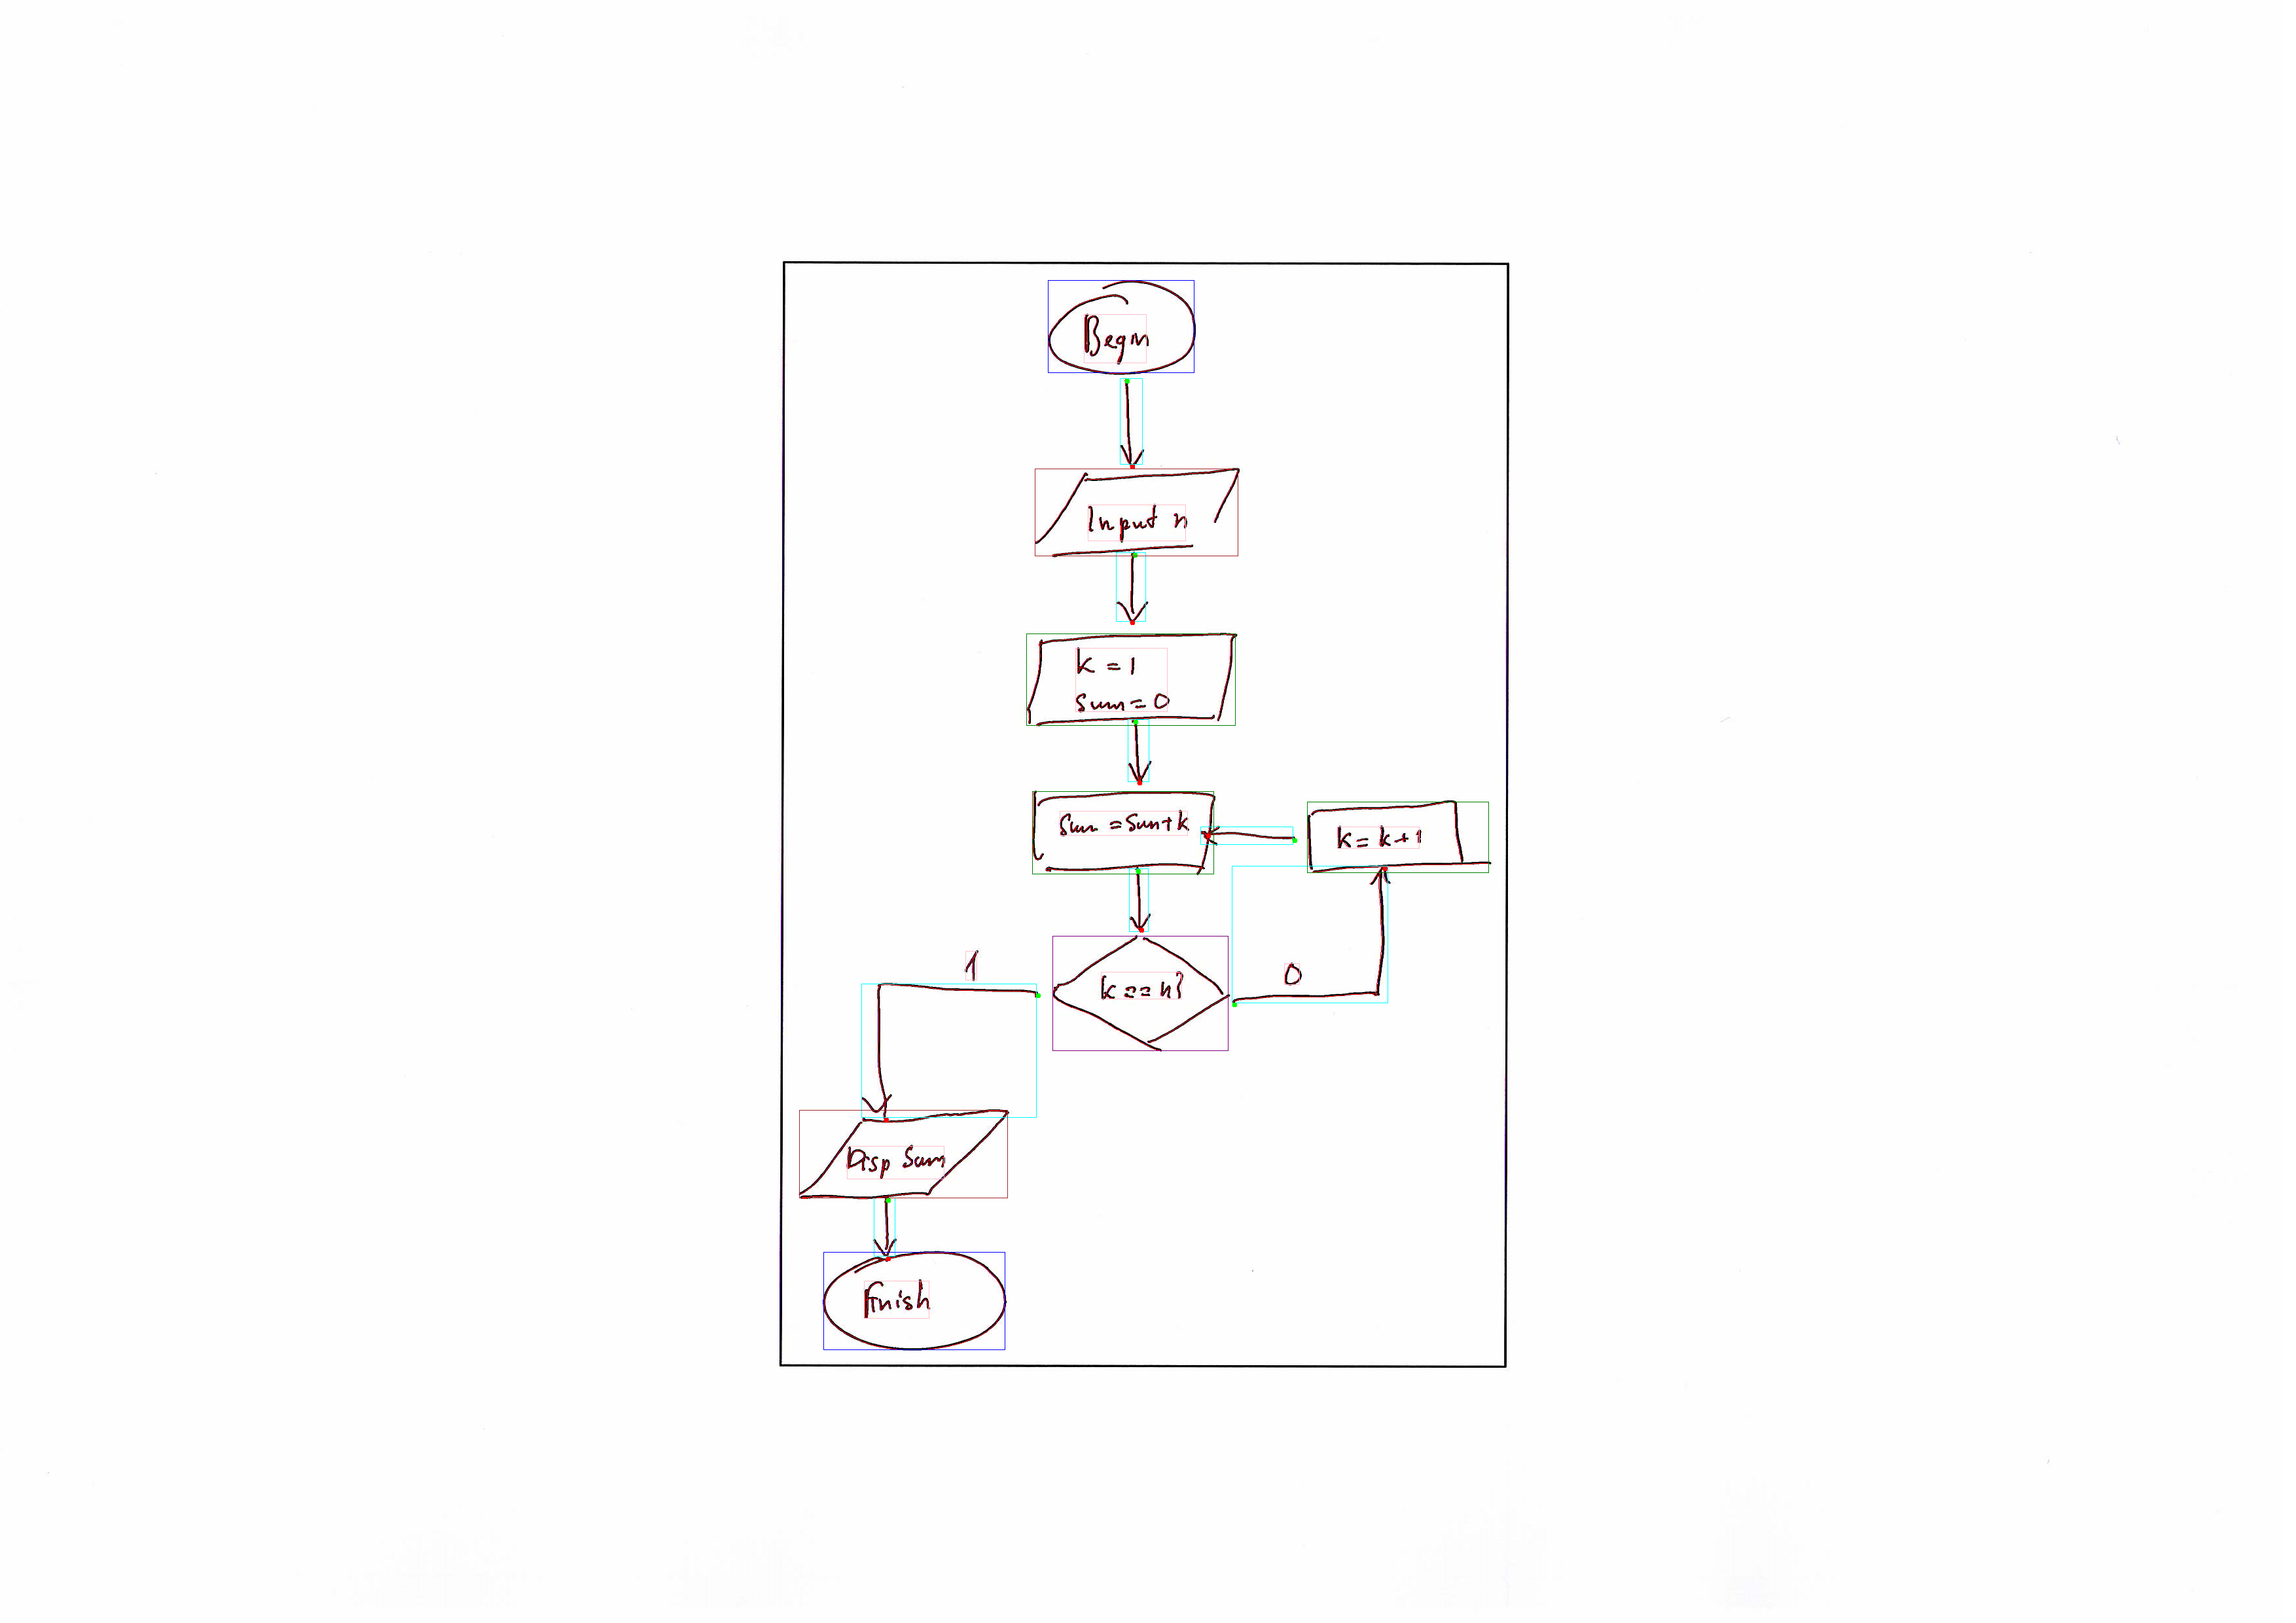 Begin
Input n
k = 1
Sum = 0
Sum = Sum + k
k = k + 1
1
k == n?
0
Disp Sum
Finish